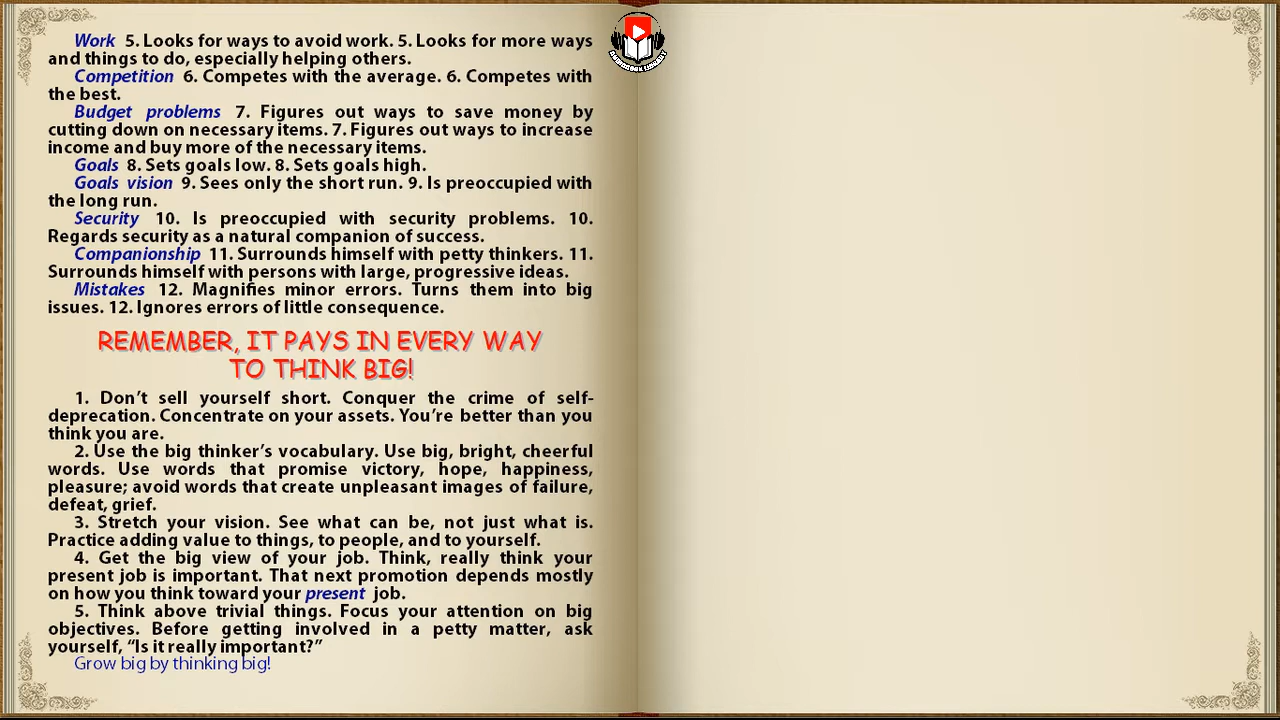 Work 5. Looks for ways to avoid work. 5. Looks for more ways
and things to do, especially helping others.
Competition 6. Competes with the average. 6. Competes with
the best.
Budget problems 7. Figures out ways to save money by
cutting down on necessary items. 7. Figures out ways to increase
income and buy more of the necessary items.
Goals 8. Sets goals low. 8. Sets goals high.
Goals vision 9. Sees only the short run. 9. Is preoccupied with
the long run.
Security 10. Is preoccupied with security problems. 10.
Regards security as a natural companion of success.
Companionship 11. Surrounds himself with petty thinkers. 11.
Surrounds himself with persons with large, progressive ideas.
Mistakes 12. Magnifies minor errors. Turns them into big
issues. 12. Ignores errors of little consequence.
REMEMBER, IT PAYS IN EVERY WAY
TO THINK BIG!
1. Don’t sell yourself short. Conquer the crime of self-
deprecation. Concentrate on your assets. You’re better than you
think you are.
2. Use the big thinker’s vocabulary. Use big, bright, cheerful
words. Use words that promise victory, hope, happiness,
pleasure; avoid words that create unpleasant images of failure,
defeat, grief.
3. Stretch your vision. See what can be, not just what is.
Practice adding value to things, to people, and to yourself.
4. Get the big view of your job. Think, really think your
present job is important. That next promotion depends mostly
on how you think toward your present job.
5. Think above trivial things. Focus your attention on big
objectives. Before getting involved in a petty matter, ask
yourself, “Is it really important?”
Grow big by thinking big!